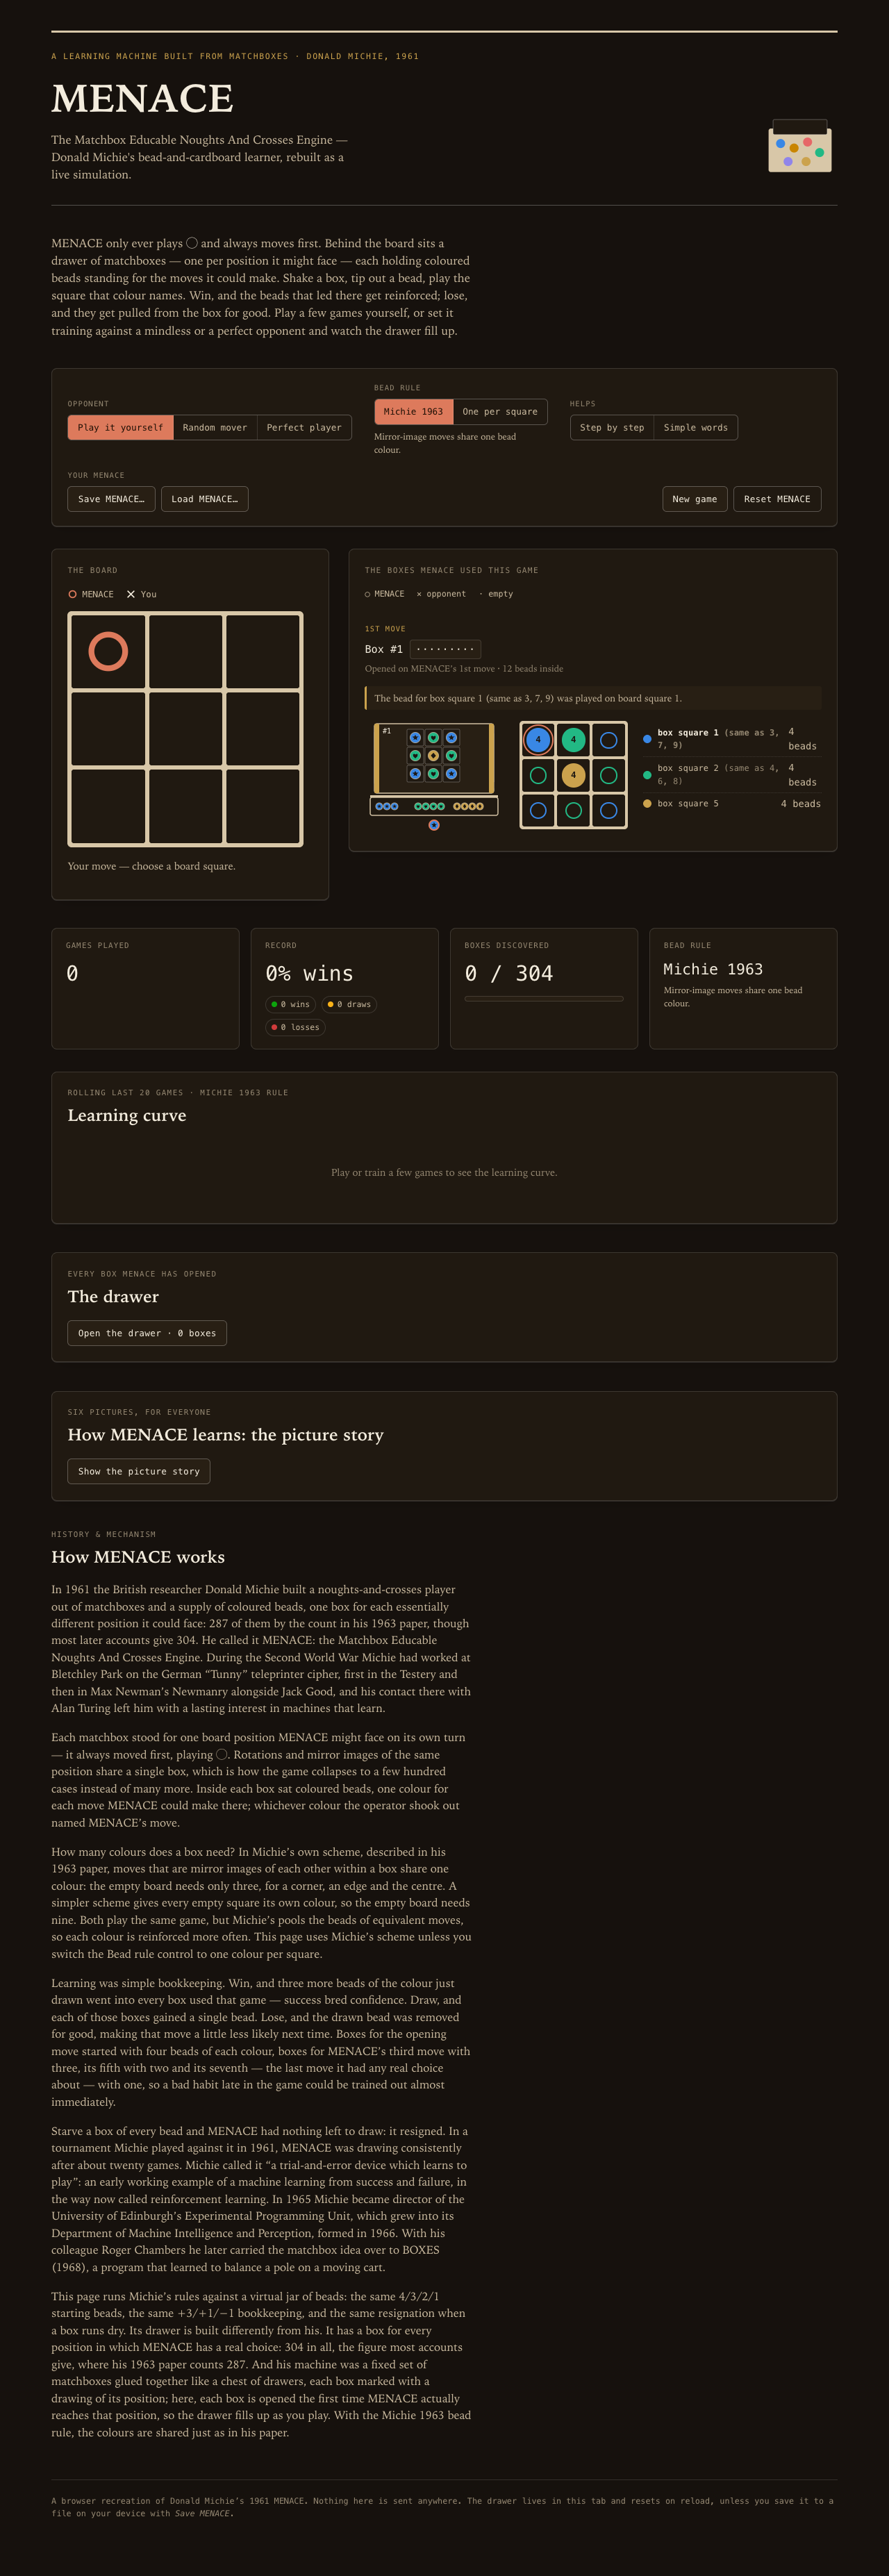 A LEARNING MACHINE BUILT FROM MATCHBOXES · DONALD MICHIE, 1961
MENACE
The Matchbox Educable Noughts And Crosses Engine —
Donald Michie's bead-and-cardboard learner, rebuilt as a
live simulation.
MENACE only ever plays ◯ and always moves first. Behind the board sits a
drawer of matchboxes — one per position it might face — each holding coloured
beads standing for the moves it could make. Shake a box, tip out a bead, play the
square that colour names. Win, and the beads that led there get reinforced; lose,
and they get pulled from the box for good. Play a few games yourself, or set it
training against a mindless or a perfect opponent and watch the drawer fill up.
OPPONENT
Play it yourself
Random mover
Perfect player
BEAD RULE
Michie 1963
One per square
Mirror-image moves share one bead
colour.
HELPS
Step by step
Simple words
YOUR MENACE
Save MENACE…
Load MENACE…
New game
Reset MENACE
THE BOARD
MENACE
You
Your move — choose a board square.
THE BOXES MENACE USED THIS GAME
○ MENACE × opponent · empty
1ST MOVE
Box #1 ·········
Opened on MENACE's 1st move · 12 beads inside
The bead for box square 1 (same as 3, 7, 9) was played on board square 1.
#1
4
4
4
box square 1 (same as 3,
7, 9)
4
beads
box square 2 (same as 4,
6, 8)
4
beads
box square 5
4 beads
GAMES PLAYED
0
RECORD
0% wins
0 wins
0 draws
0 losses
BOXES DISCOVERED
0 / 304
BEAD RULE
Michie 1963
Mirror-image moves share one bead
colour.
ROLLING LAST 20 GAMES · MICHIE 1963 RULE
Learning curve
Play or train a few games to see the learning curve.
EVERY BOX MENACE HAS OPENED
The drawer
Open the drawer · 0 boxes
SIX PICTURES, FOR EVERYONE
How MENACE learns: the picture story
Show the picture story
HISTORY & MECHANISM
How MENACE works
In 1961 the British researcher Donald Michie built a noughts-and-crosses player
out of matchboxes and a supply of coloured beads, one box for each essentially
different position it could face: 287 of them by the count in his 1963 paper, though
most later accounts give 304. He called it MENACE: the Matchbox Educable
Noughts And Crosses Engine. During the Second World War Michie had worked at
Bletchley Park on the German “Tunny” teleprinter cipher, first in the Testery and
then in Max Newman’s Newmanry alongside Jack Good, and his contact there with
Alan Turing left him with a lasting interest in machines that learn.
Each matchbox stood for one board position MENACE might face on its own turn
— it always moved first, playing ◯. Rotations and mirror images of the same
position share a single box, which is how the game collapses to a few hundred
cases instead of many more. Inside each box sat coloured beads, one colour for
each move MENACE could make there; whichever colour the operator shook out
named MENACE’s move.
How many colours does a box need? In Michie’s own scheme, described in his
1963 paper, moves that are mirror images of each other within a box share one
colour: the empty board needs only three, for a corner, an edge and the centre. A
simpler scheme gives every empty square its own colour, so the empty board needs
nine. Both play the same game, but Michie’s pools the beads of equivalent moves,
so each colour is reinforced more often. This page uses Michie’s scheme unless you
switch the Bead rule control to one colour per square.
Learning was simple bookkeeping. Win, and three more beads of the colour just
drawn went into every box used that game — success bred confidence. Draw, and
each of those boxes gained a single bead. Lose, and the drawn bead was removed
for good, making that move a little less likely next time. Boxes for the opening
move started with four beads of each colour, boxes for MENACE’s third move with
three, its fifth with two and its seventh — the last move it had any real choice
about — with one, so a bad habit late in the game could be trained out almost
immediately.
Starve a box of every bead and MENACE had nothing left to draw: it resigned. In a
tournament Michie played against it in 1961, MENACE was drawing consistently
after about twenty games. Michie called it “a trial-and-error device which learns to
play”: an early working example of a machine learning from success and failure, in
the way now called reinforcement learning. In 1965 Michie became director of the
University of Edinburgh’s Experimental Programming Unit, which grew into its
Department of Machine Intelligence and Perception, formed in 1966. With his
colleague Roger Chambers he later carried the matchbox idea over to BOXES
(1968), a program that learned to balance a pole on a moving cart.
This page runs Michie’s rules against a virtual jar of beads: the same 4/3/2/1
starting beads, the same +3/+1/−1 bookkeeping, and the same resignation when
a box runs dry. Its drawer is built differently from his. It has a box for every
position in which MENACE has a real choice: 304 in all, the figure most accounts
give, where his 1963 paper counts 287. And his machine was a fixed set of
matchboxes glued together like a chest of drawers, each box marked with a
drawing of its position; here, each box is opened the first time MENACE actually
reaches that position, so the drawer fills up as you play. With the Michie 1963 bead
rule, the colours are shared just as in his paper.
A browser recreation of Donald Michie’s 1961 MENACE. Nothing here is sent anywhere. The drawer lives in this tab and resets on reload, unless you save it to a
file on your device with Save MENACE.